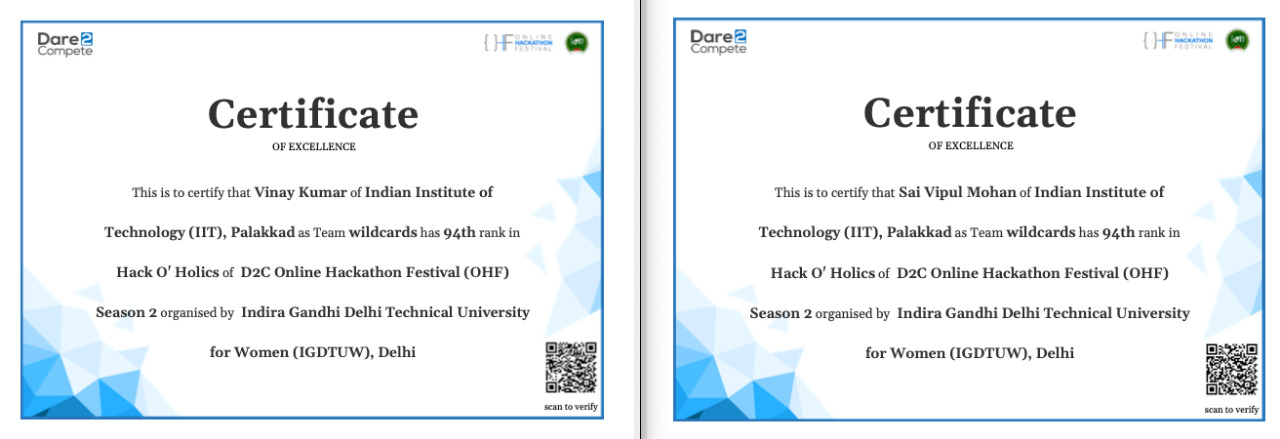 Dare2
Compete
{ }HF ONLINE
HACKATHON
FESTIVAL
Certificate
OF EXCELLENCE
This is to certify that Vinay Kumar of Indian Institute of
Technology (IIT), Palakkad as Team wildcards has 94th rank in
Hack O' Holics of D2C Online Hackathon Festival (OHF)
Season 2 organised by Indira Gandhi Delhi Technical University
for Women (IGDTUW), Delhi
scan to verify
Dare2
Compete
{ }HF ONLINE
HACKATHON
FESTIVAL
Certificate
OF EXCELLENCE
This is to certify that Sai Vipul Mohan of Indian Institute of
Technology (IIT), Palakkad as Team wildcards has 94th rank in
Hack O' Holics of D2C Online Hackathon Festival (OHF)
Season 2 organised by Indira Gandhi Delhi Technical University
for Women (IGDTUW), Delhi
scan to verify